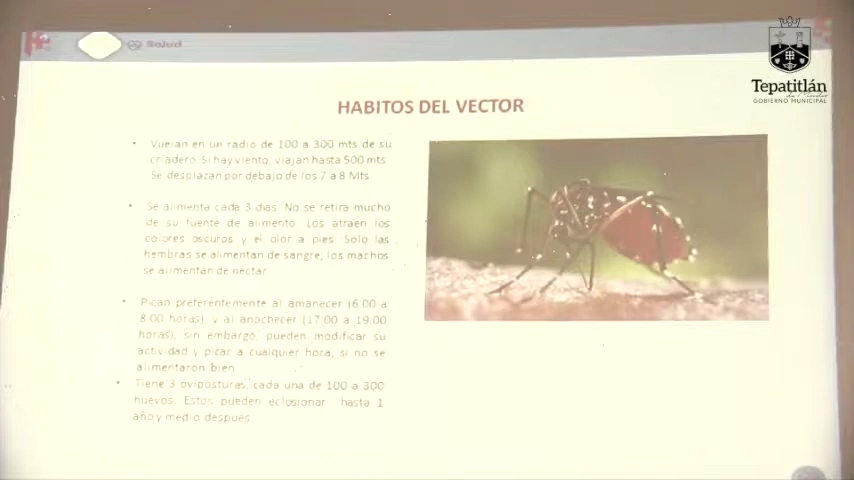 Salud
Tepatitlán
GOBIERNO MUNICIPAL
HABITOS DEL VECTOR
• Vuelan en un radio de 100 a 300 mts de su
criadero. Si hay viento, viajan hasta 500 mts.
Se desplazan por debajo de los 7 a 8 Mts.
• Se alimenta cada 3 dias. No se retira mucho
de su fuente de alimento. Los atraen los
colores oscuros y el olor a pies. Solo las
hembras se alimentan de sangre, los machos
se alimentan de nectar
• Pican preferentemente al amanecer (6:00 a
8:00 horas) y al anochecer (17:00 a 19:00
horas), sin embargo, pueden modificar su
actividad y picar a cualquier hora, si no se
alimentaron bien
• Tiene 3 oviposturas, cada una de 100 a 300
huevos. Estos pueden eclosionar hasta 1
año y medio después